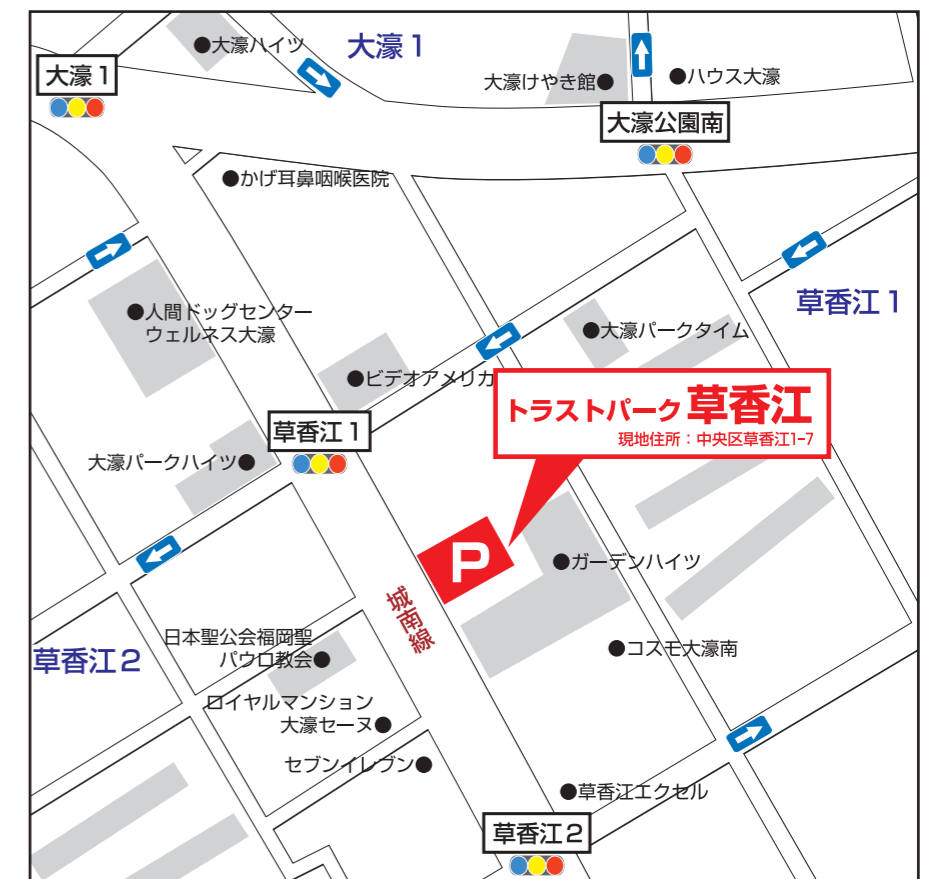 大濠ハイツ
大濠1
大濠1
大濠けやき館
ハウス大濠
大濠公園南
かげ耳鼻咽喉医院
草香江1
人間ドッグセンター
ウェルネス大濠
大濠パークタイム
ビデオアメリカ
トラストパーク 草香江
現地住所：中央区草香江1-7
草香江1
大濠パークハイツ
P
ガーデンハイツ
城南線
日本聖公会福岡聖
パウロ教会
コスモ大濠南
草香江2
ロイヤルマンション
大濠セーヌ
セブンイレブン
草香江エクセル
草香江2